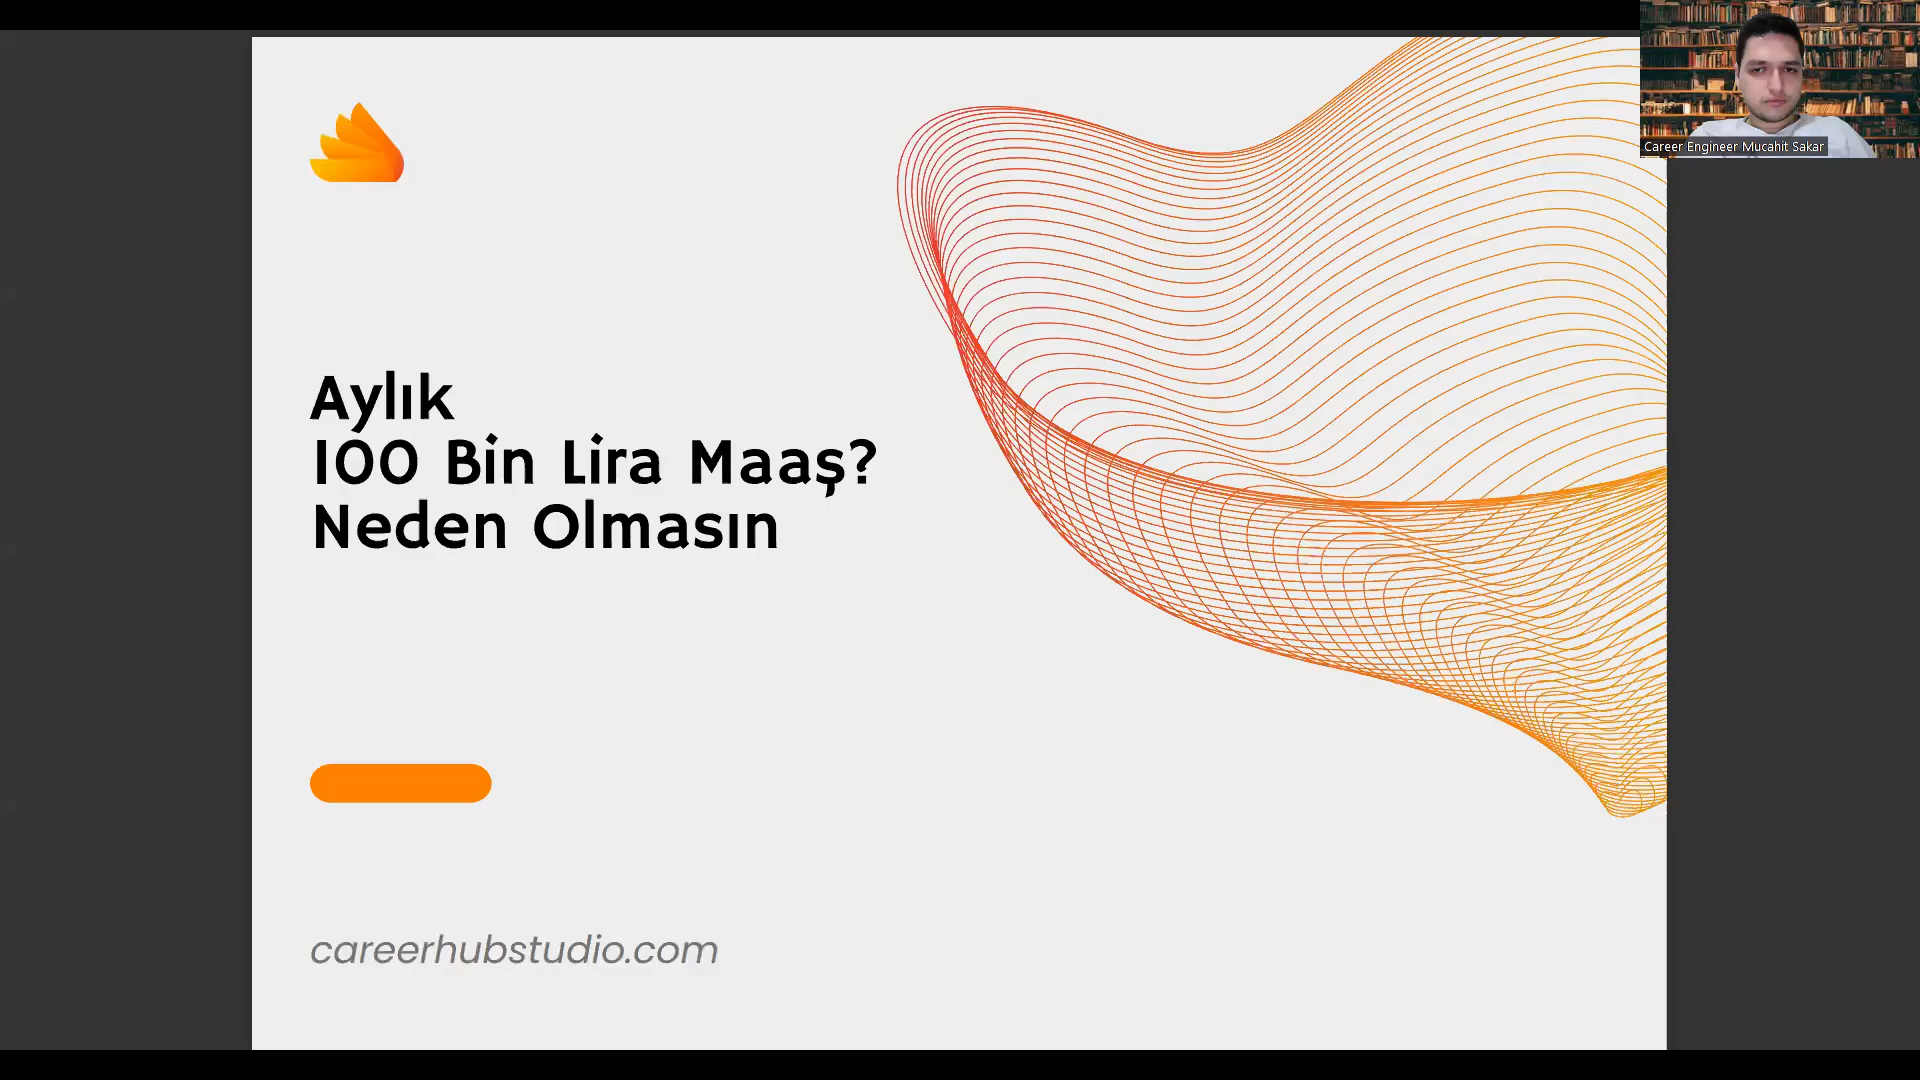 Career Engineer Mucahit Sakar
Aylık
100 Bin Lira Maaş?
Neden Olmasın
careerhubstudio.com